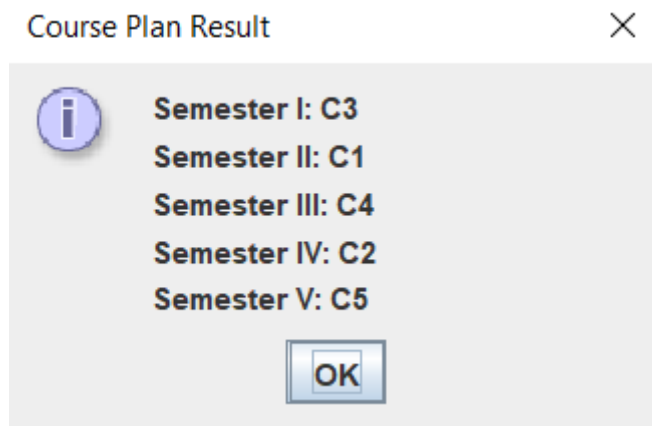 Course Plan Result
Semester I: C3
Semester II: C1
Semester III: C4
Semester IV: C2
Semester V: C5
OK